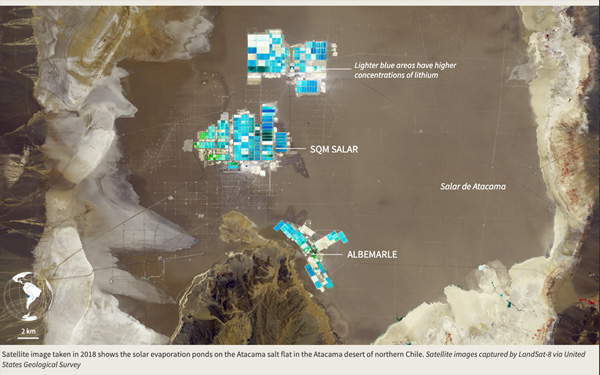 Lighter blue areas have higher
concentrations of lithium
SQM SALAR
Salar de Atacama
ALBEMARLE
2 km
Satellite image taken in 2018 shows the solar evaporation ponds on the Atacama salt flat in the Atacama desert of northern Chile. Satellite images captured by LandSat-8 via United
States Geological Survey